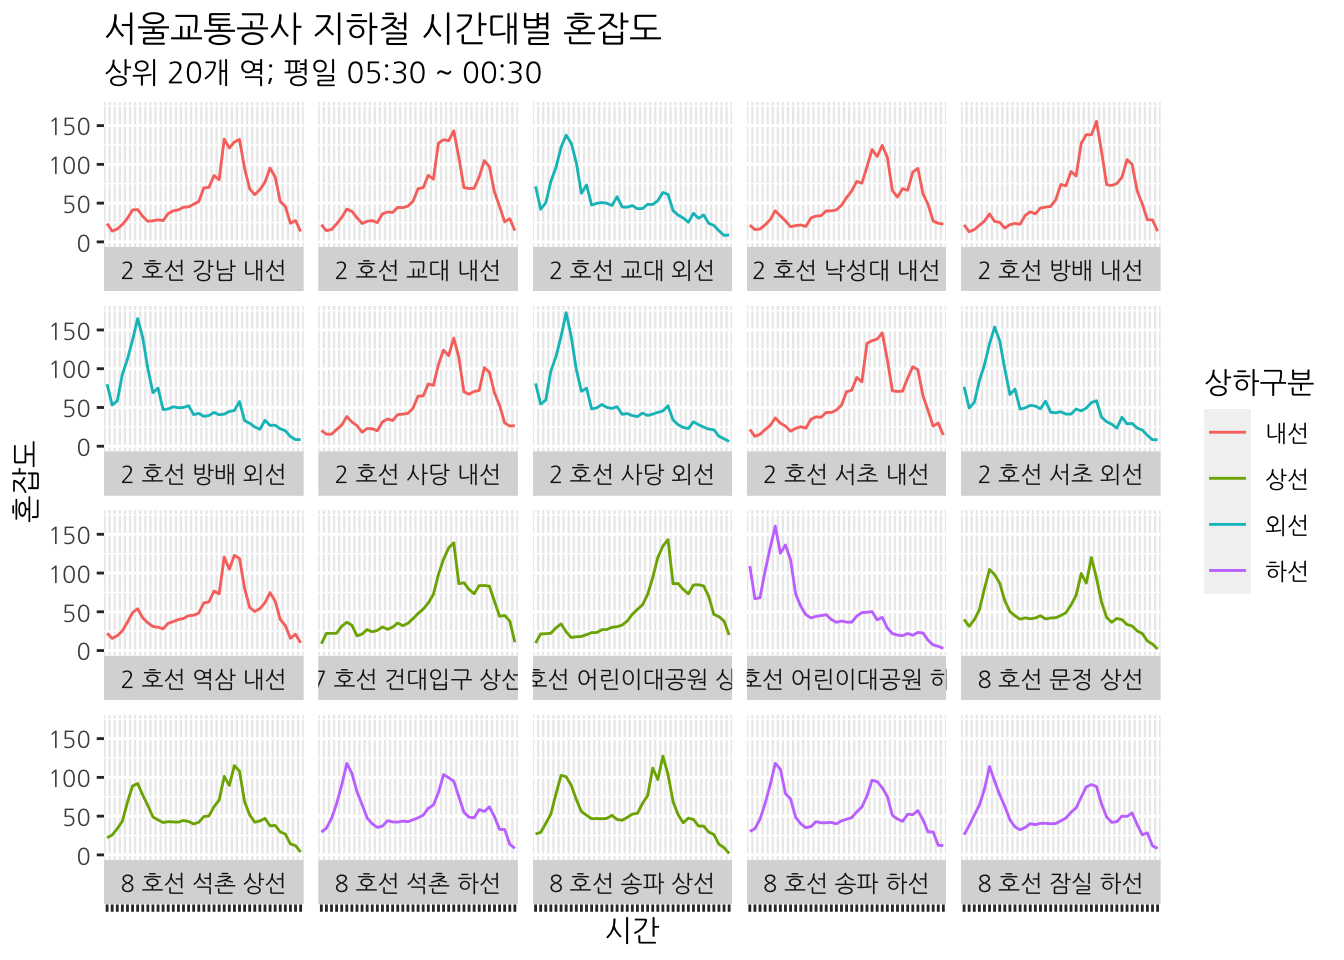 서울교통공사 지하철 시간대별 혼잡도
상위 20개 역; 평일 05:30 ~ 00:30
150
100
50
0
2 호선 강남 내선
2 호선 교대 내선
2 호선 교대 외선
2 호선 낙성대 내선
2 호선 방배 내선
150
100
50
0
2 호선 방배 외선
2 호선 사당 내선
2 호선 사당 외선
2 호선 서초 내선
2 호선 서초 외선
150
100
50
0
2 호선 역삼 내선
7 호선 건대입구 상선
호선 어린이대공원 상
호선 어린이대공원 하
8 호선 문정 상선
150
100
50
0
8 호선 석촌 상선
8 호선 석촌 하선
8 호선 송파 상선
8 호선 송파 하선
8 호선 잠실 하선
시간
혼잡도
상하구분
내선
상선
외선
하선